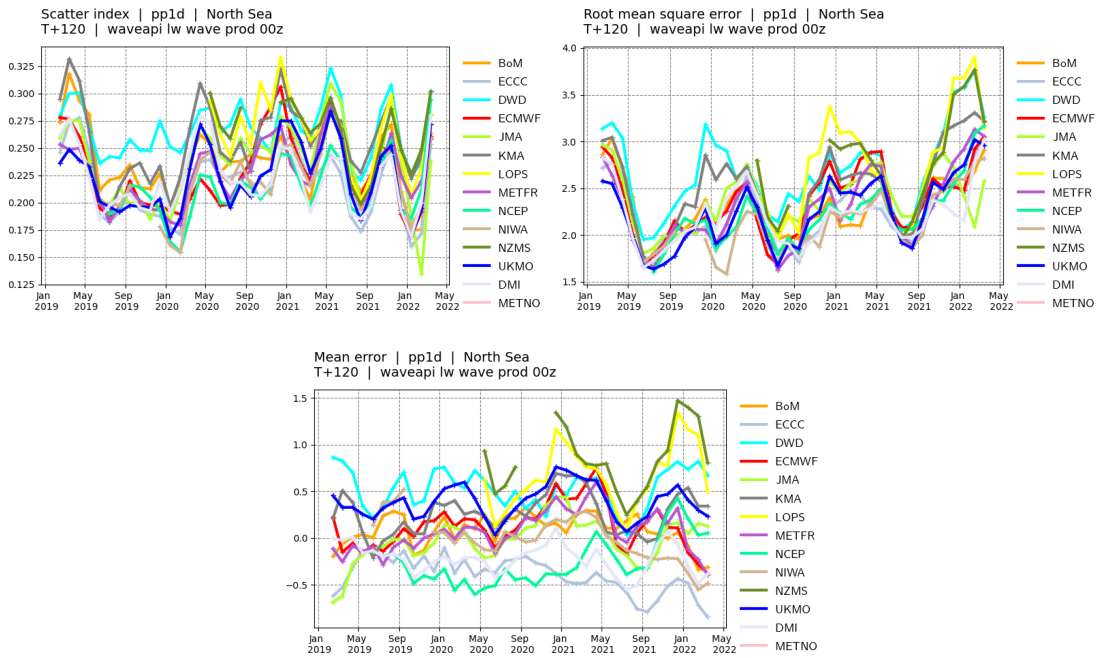 Scatter index | pp1d | North Sea
T+120 | waveapi lw wave prod 00z
0.325
0.300
0.275
0.250
0.225
0.200
0.175
0.150
0.125
Jan May Sep Jan May Sep Jan May Sep Jan May
2019 2019 2019 2020 2020 2020 2021 2021 2021 2022 2022
BoM
ECCC
DWD
ECMWF
JMA
KMA
LOPS
METFR
NCEP
NIWA
NZMS
UKMO
DMI
METNO
Root mean square error | pp1d | North Sea
T+120 | waveapi lw wave prod 00z
4.0
3.5
3.0
2.5
2.0
1.5
Jan May Sep Jan May Sep Jan May Sep Jan May
2019 2019 2019 2020 2020 2020 2021 2021 2021 2022 2022
BoM
ECCC
DWD
ECMWF
JMA
KMA
LOPS
METFR
NCEP
NIWA
NZMS
UKMO
DMI
METNO
Mean error | pp1d | North Sea
T+120 | waveapi lw wave prod 00z
1.5
1.0
0.5
0.0
−0.5
Jan May Sep Jan May Sep Jan May Sep Jan May
2019 2019 2019 2020 2020 2020 2021 2021 2021 2022 2022
BoM
ECCC
DWD
ECMWF
JMA
KMA
LOPS
METFR
NCEP
NIWA
NZMS
UKMO
DMI
METNO